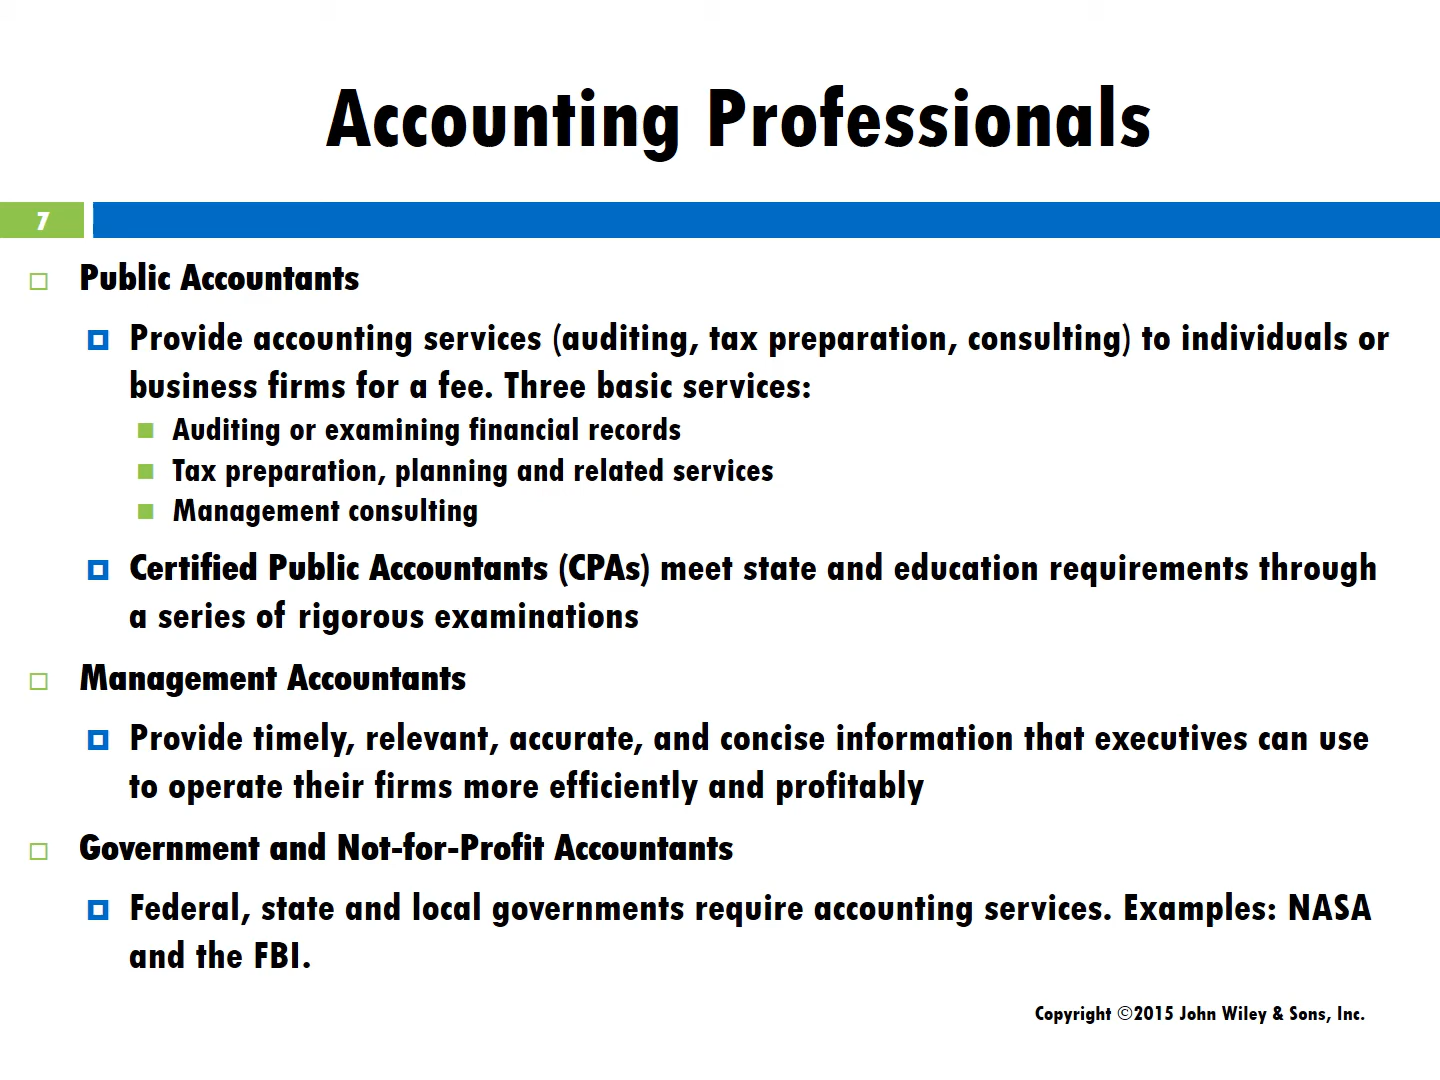 Accounting Professionals
7
Public Accountants
Provide accounting services (auditing, tax preparation, consulting) to individuals or
business firms for a fee. Three basic services:
Auditing or examining financial records
Tax preparation, planning and related services
Management consulting
Certified Public Accountants (CPAs) meet state and education requirements through
a series of rigorous examinations
Management Accountants
Provide timely, relevant, accurate, and concise information that executives can use
to operate their firms more efficiently and profitably
Government and Not-for-Profit Accountants
Federal, state and local governments require accounting services. Examples: NASA
and the FBI.
Copyright ©2015 John Wiley & Sons, Inc.